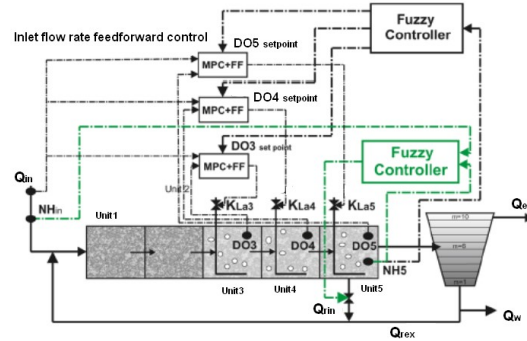 Inlet flow rate feedforward control
DO5 setpoint
Fuzzy
Controller
MPC+FF
DO4 setpoint
MPC+FF
DO3 set point
MPC+FF
Fuzzy
Controller
Qin
NHin
Unit2
KLa3
KLa4
KLa5
Unit1
DO3
DO4
DO5
NH5
Unit3
Unit4
Unit5
Qrin
m=10
m=6
m=1
Qe
Qw
Qrex